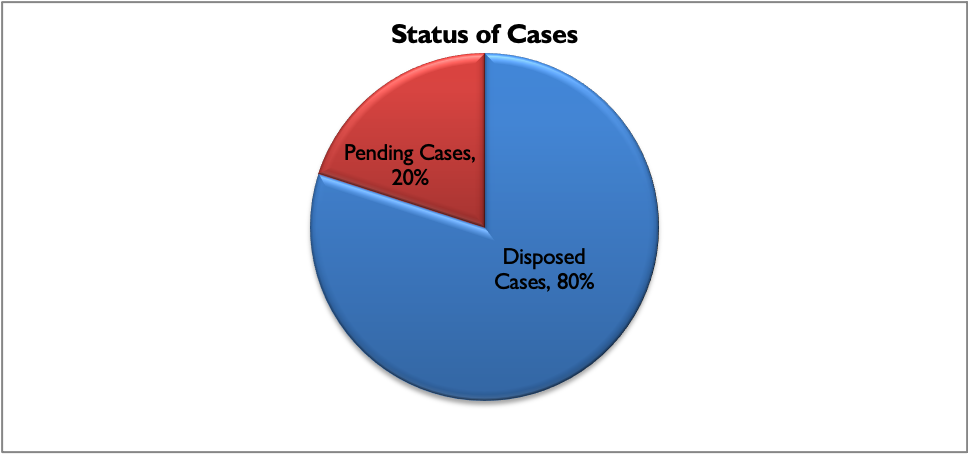 Status of Cases
Pending Cases,
20%
Disposed
Cases, 80%